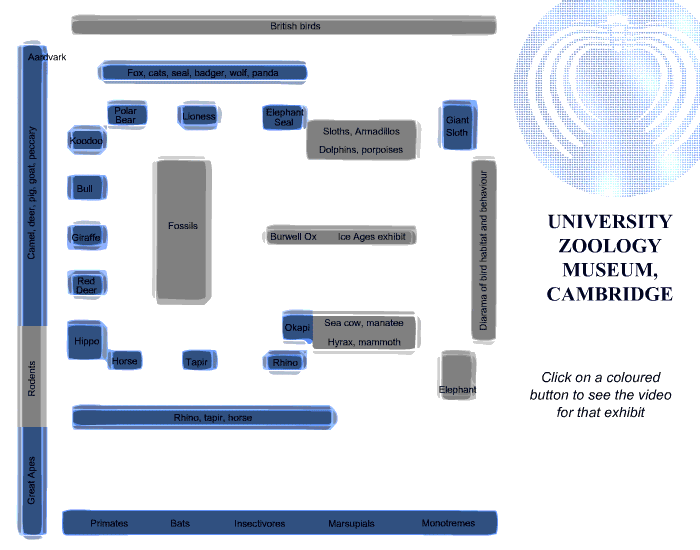 British birds
Aardvark
Fox, cats, seal, badger, wolf, panda
Polar
Bear
Lioness
Elephant
Seal
Giant
Sloth
Koodoo
Sloths, Armadillos
Dolphins, porpoises
Camel, deer, pig, goat, peccary
Bull
Fossils
Giraffe
Burwell Ox
Ice Ages exhibit
Diarama of bird habitat and behaviour
Red
Deer
Hippo
Okapi
Sea cow, manatee
Hyrax, mammoth
Horse
Tapir
Rhino
Elephant
Rodents
Rhino, tapir, horse
Great Apes
Primates
Bats
Insectivores
Marsupials
Monotremes
UNIVERSITY
ZOOLOGY
MUSEUM,
CAMBRIDGE
Click on a coloured
button to see the video
for that exhibit